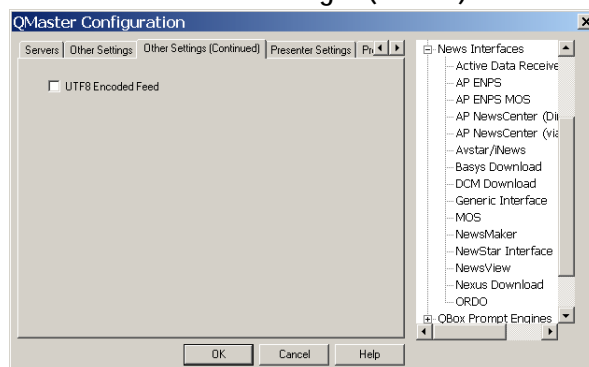 QMaster Configuration
Servers
Other Settings
Other Settings (Continued)
Presenter Settings
UTF8 Encoded Feed
OK
Cancel
Help
News Interfaces
Active Data Receive
AP ENPS
AP ENPS MOS
AP NewsCenter (Di
AP NewsCenter (via
Avstar/iNews
Basys Download
DCM Download
Generic Interface
MOS
NewsMaker
NewStar Interface
NewsView
Nexus Download
ORDO
QBox Prompt Engines